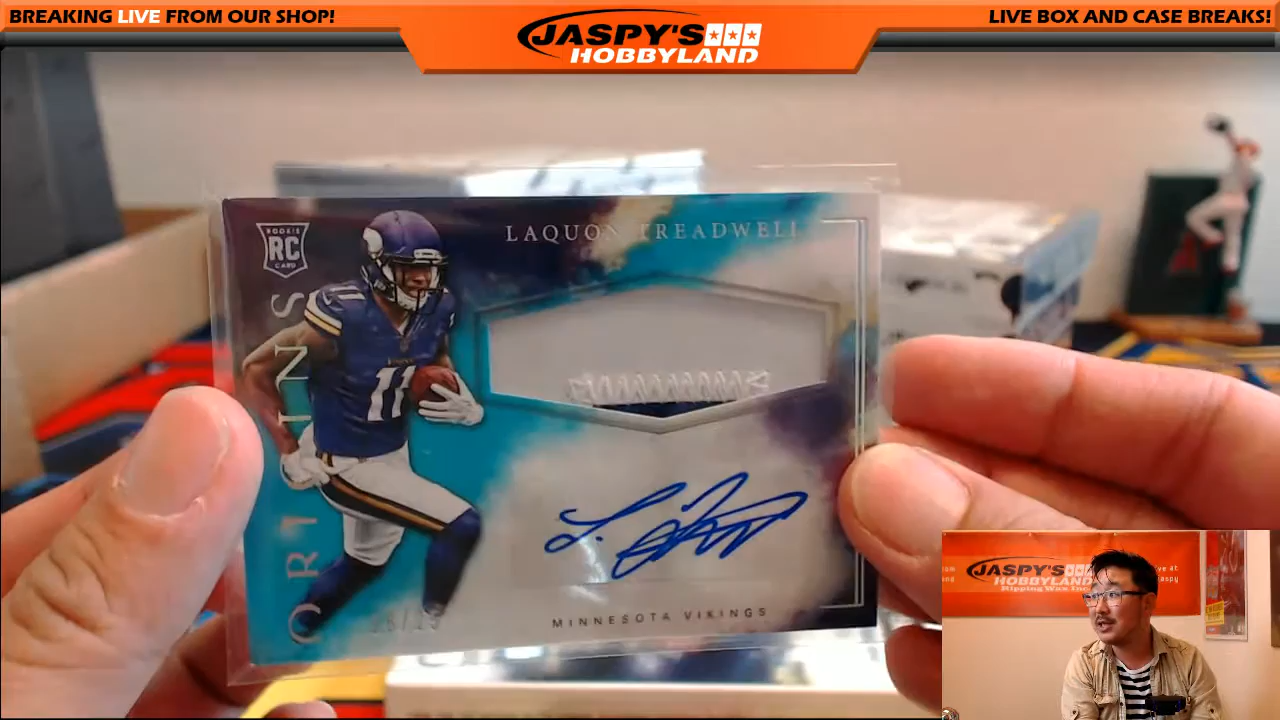 BREAKING LIVE FROM OUR SHOP!
JASPY'S
HOBBYLAND
LIVE BOX AND CASE BREAKS!
ROOKIE
RC
CARD
LAQUON TREADWELL
ORIGINS
11
11
MINNESOTA VIKINGS
JASPY'S
HOBBYLAND
Ripping Wax